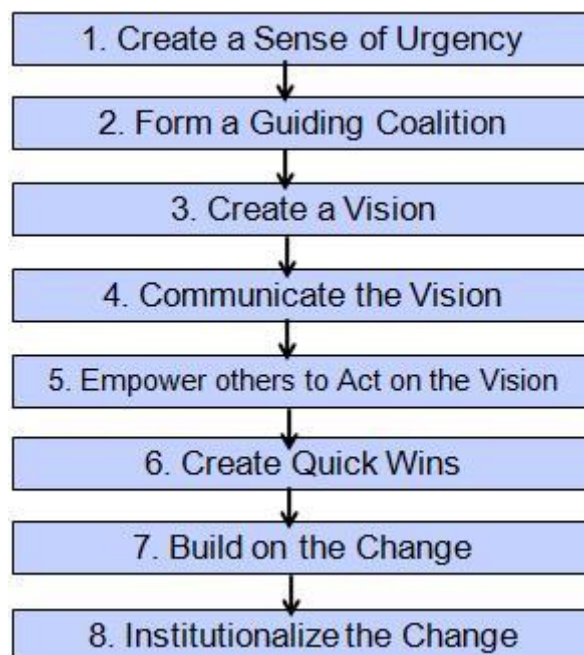 1. Create a Sense of Urgency
2. Form a Guiding Coalition
3. Create a Vision
4. Communicate the Vision
5. Empower others to Act on the Vision
6. Create Quick Wins
7. Build on the Change
8. Institutionalize the Change